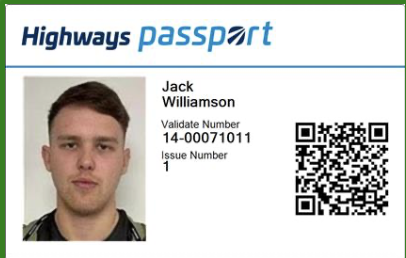 Highways passport
Jack
Williamson
Validate Number
14-00071011
Issue Number
1